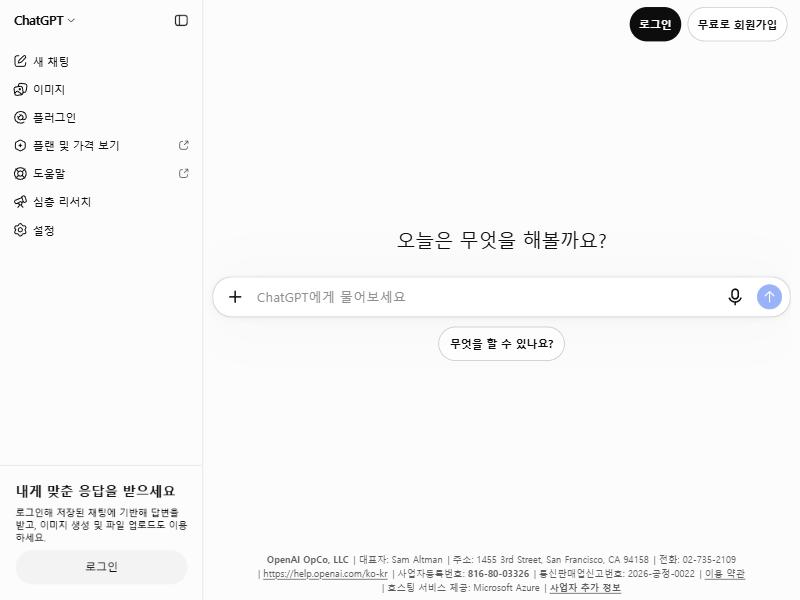 ChatGPT
로그인
무료로 회원가입
새 채팅
이미지
플러그인
플랜 및 가격 보기
도움말
심층 리서치
설정
오늘은 무엇을 해볼까요?
ChatGPT에게 물어보세요
무엇을 할 수 있나요?
내게 맞춘 응답을 받으세요
로그인해 저장된 채팅에 기반해 답변을
받고, 이미지 생성 및 파일 업로드도 이용
하세요.
로그인
OpenAI OpCo, LLC | 대표자: Sam Altman | 주소: 1455 3rd Street, San Francisco, CA 94158 | 전화: 02-735-2109
| https://help.openai.com/ko-kr | 사업자등록번호: 816-80-03326 | 통신판매업신고번호: 2026-공정-0022 | 이용 약관
| 호스팅 서비스 제공: Microsoft Azure | 사업자 추가 정보